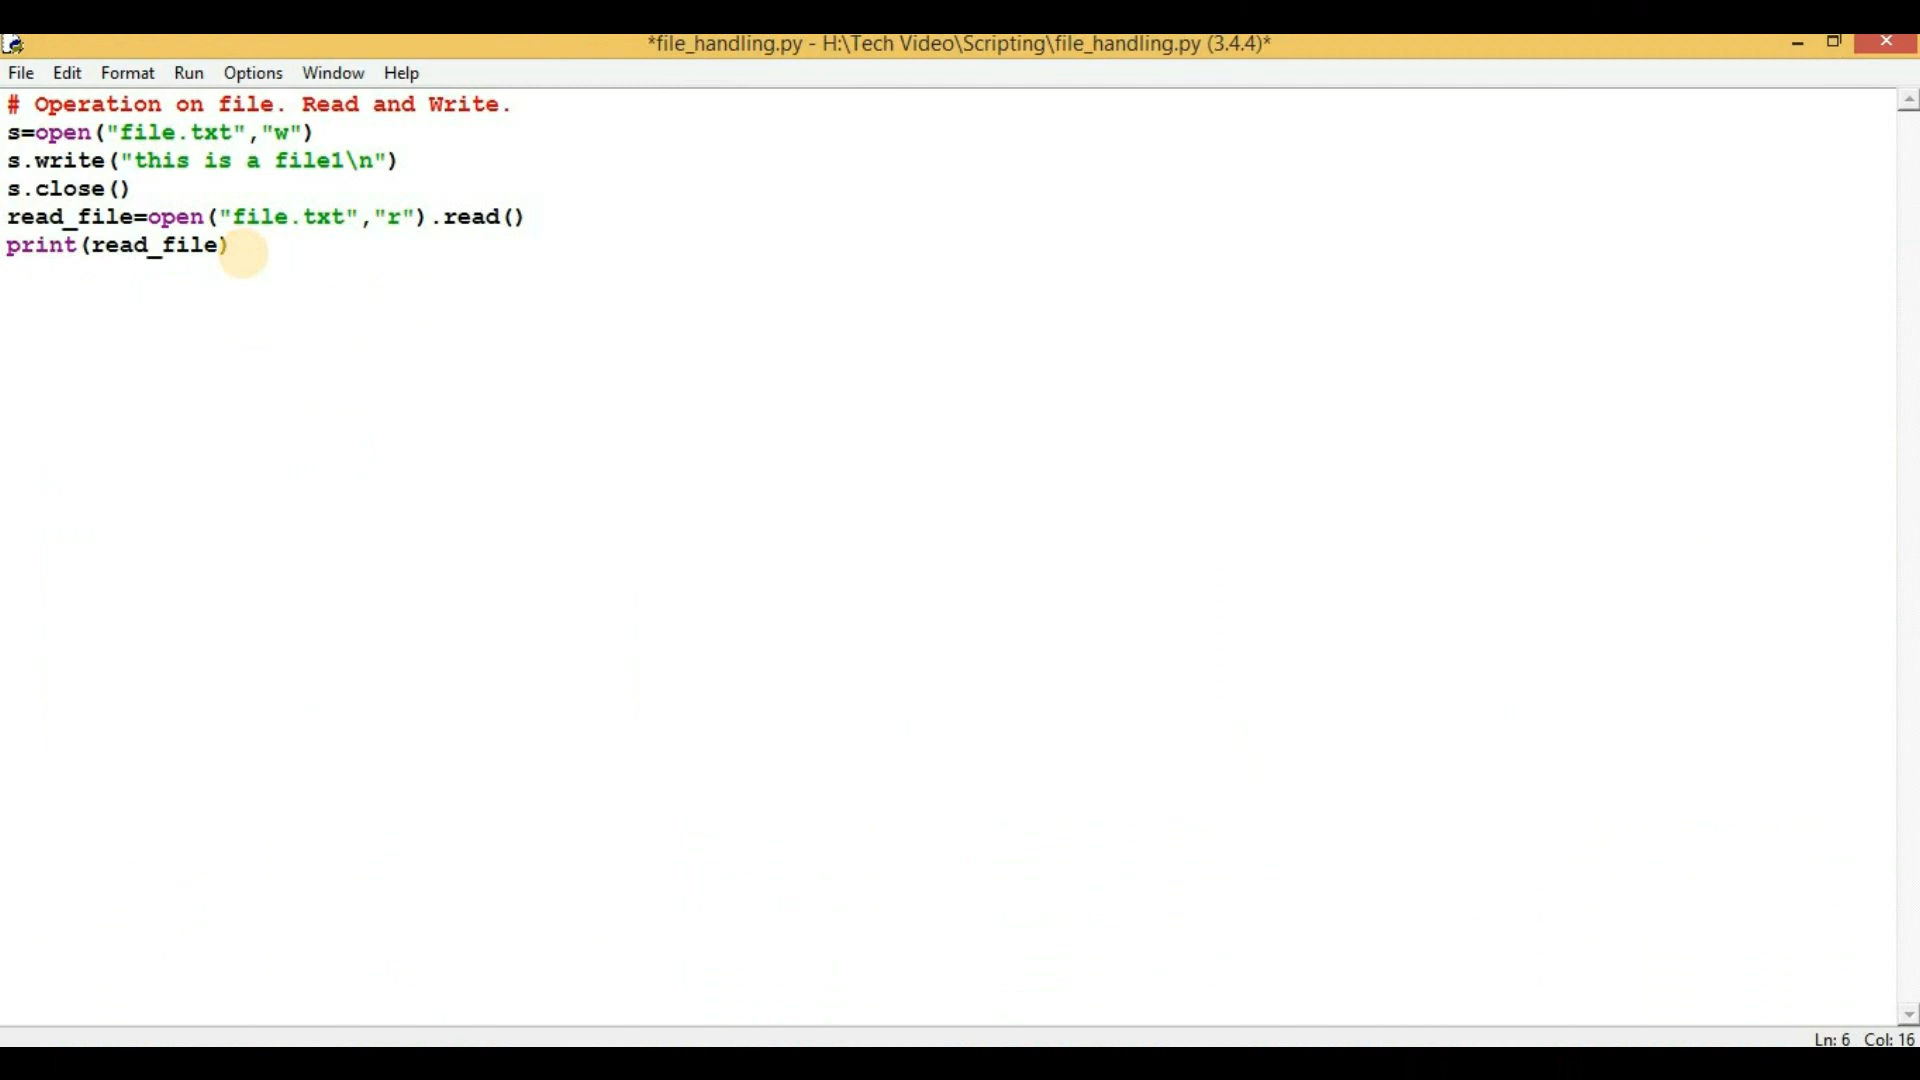 *file_handling.py - H:\Tech Video\Scripting\file_handling.py (3.4.4)*
File Edit Format Run Options Window Help
# Operation on file. Read and Write.
s=open("file.txt","w")
s.write("this is a file1\n")
s.close()
read_file=open("file.txt","r").read()
print(read_file)
Ln: 6 Col: 16